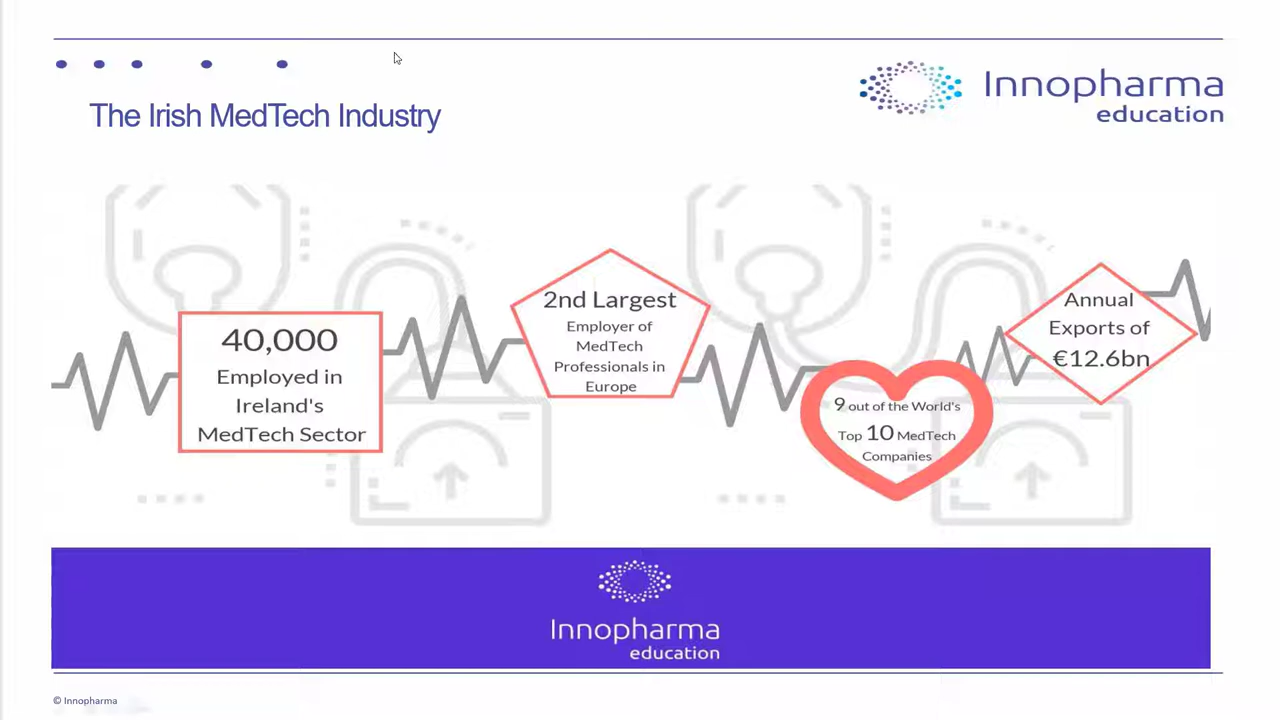 Innopharma
education
The Irish MedTech Industry
40,000
Employed in
Ireland's
MedTech Sector
2nd Largest
Employer of
MedTech
Professionals in
Europe
9 out of the World's
Top 10 MedTech
Companies
Annual
Exports of
€12.6bn
Innopharma
education
© Innopharma